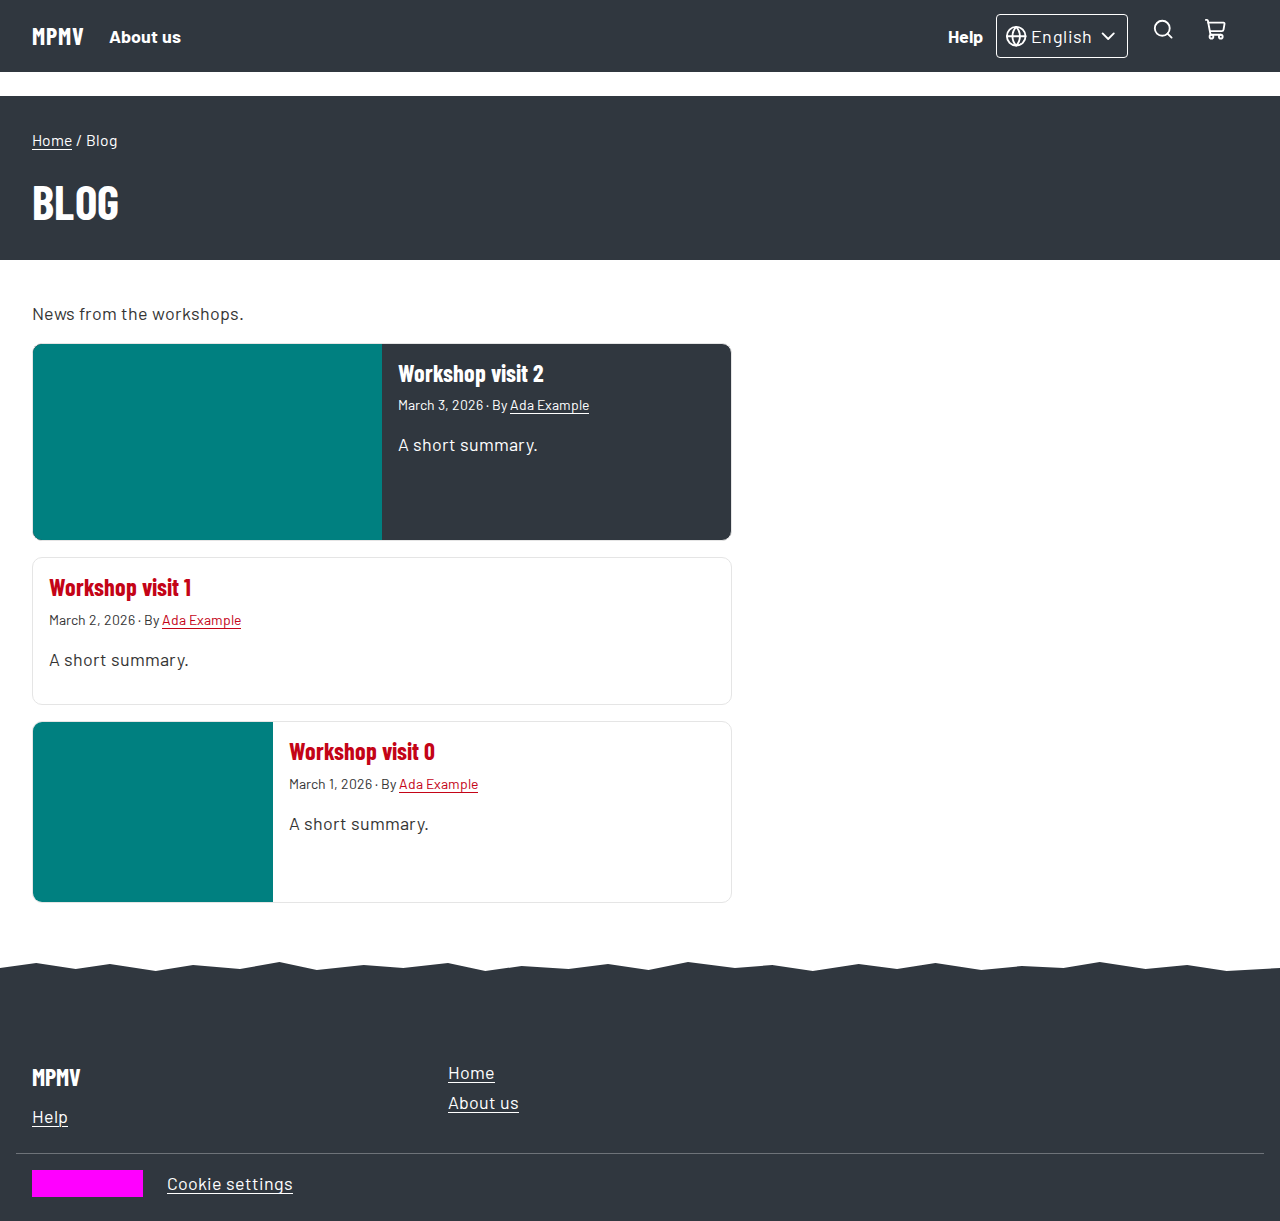 MPMV About us Help English
Home / Blog
BLOG
News from the workshops.
Workshop visit 2
March 3, 2026 · By Ada Example
A short summary.
Workshop visit 1
March 2, 2026 · By Ada Example
A short summary.
Workshop visit 0
March 1, 2026 · By Ada Example
A short summary.
MPMV
Help
Home
About us
Cookie settings